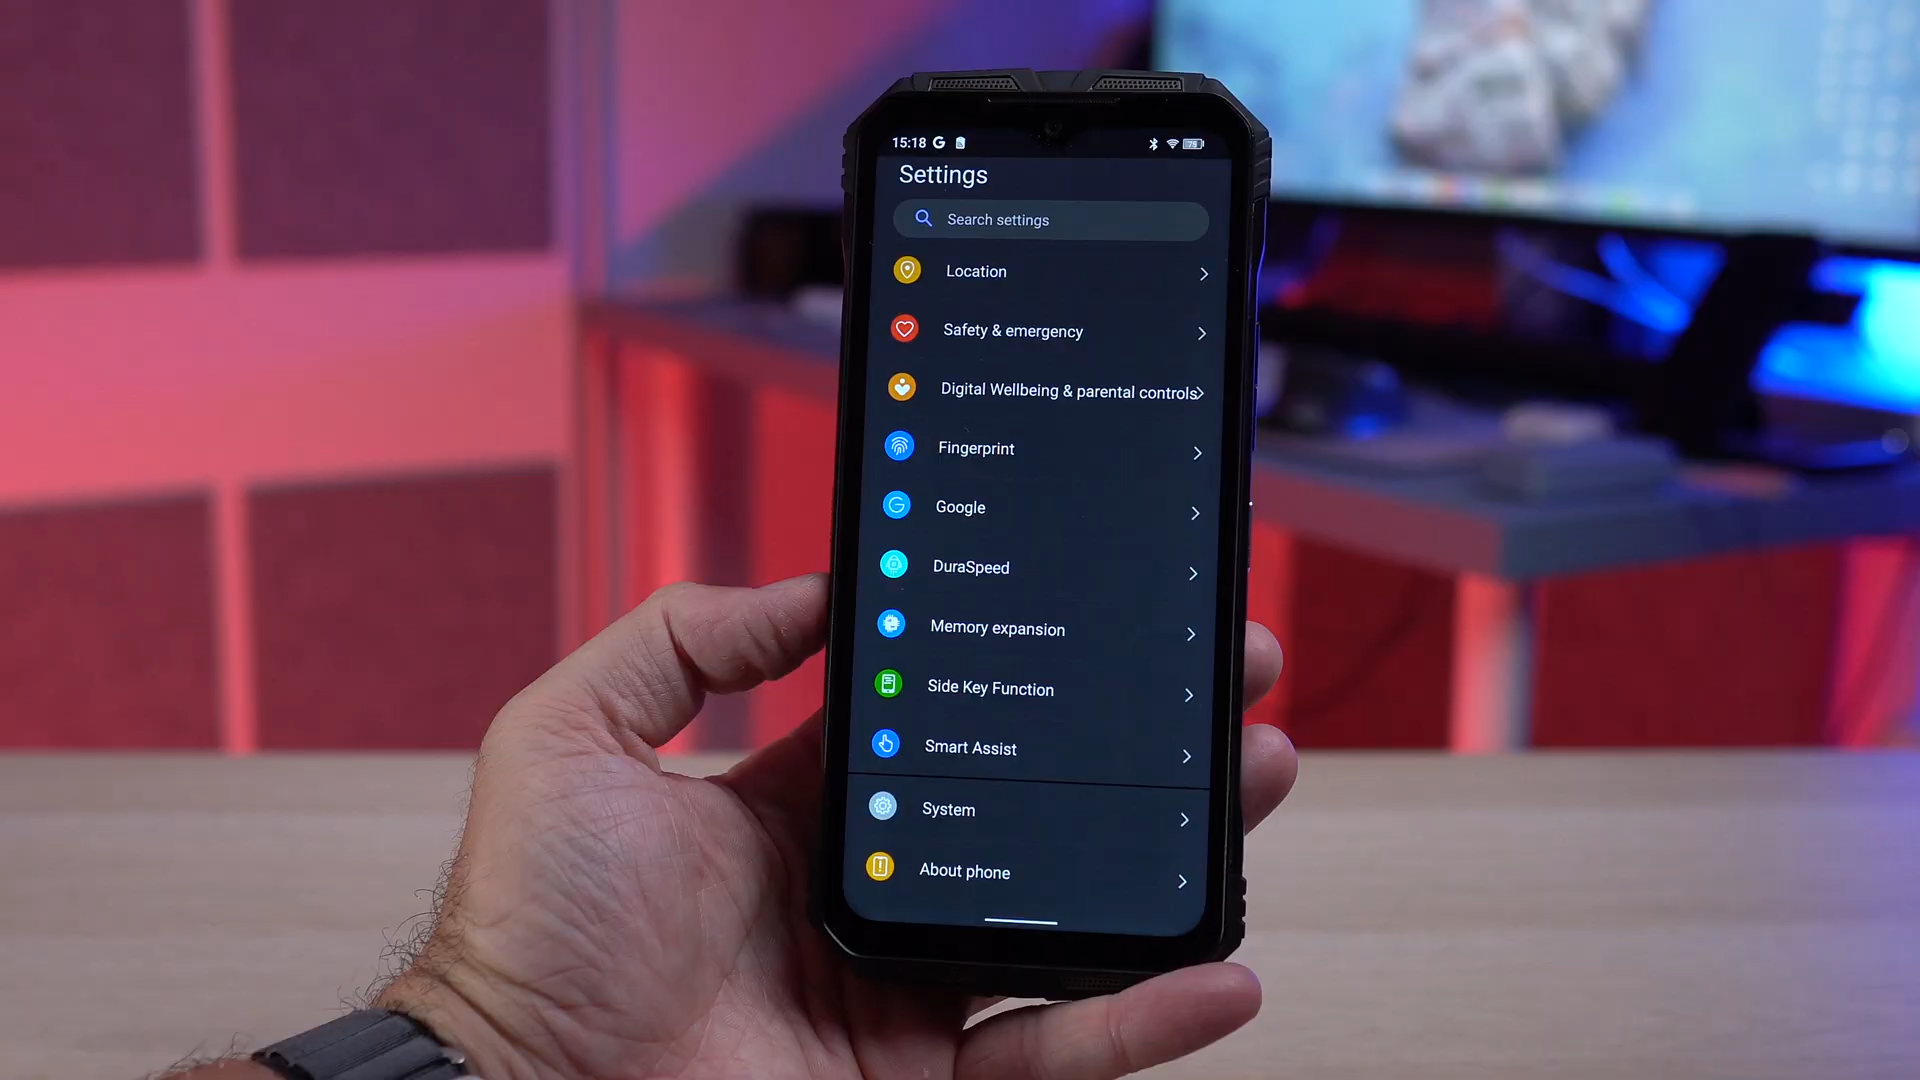 15:18 G 75
Settings
Search settings
Location
Safety & emergency
Digital Wellbeing & parental controls
Fingerprint
Google
DuraSpeed
Memory expansion
Side Key Function
Smart Assist
System
About phone